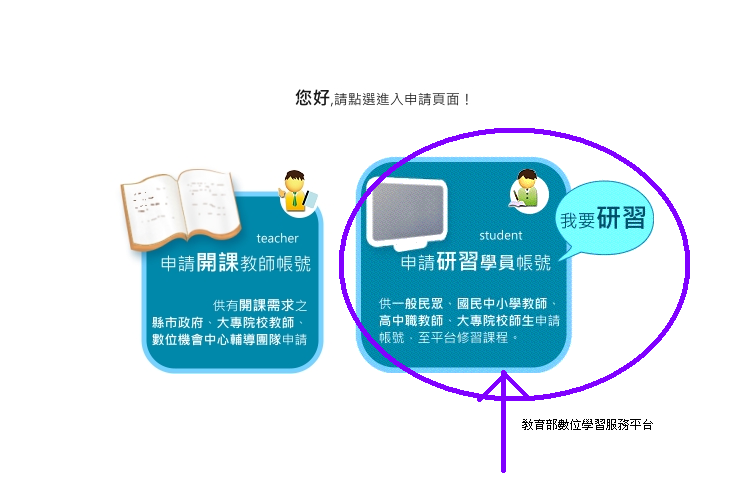 您好,請點選進入申請頁面！
teacher
申請開課教師帳號
供有開課需求之
縣市政府、大專院校教師、
數位機會中心輔導團隊申請
student
申請研習學員帳號
我要研習
供一般民眾、國民中小學教師、
高中職教師、大專院校師生申請
帳號，至平台修習課程。
教育部數位學習服務平台